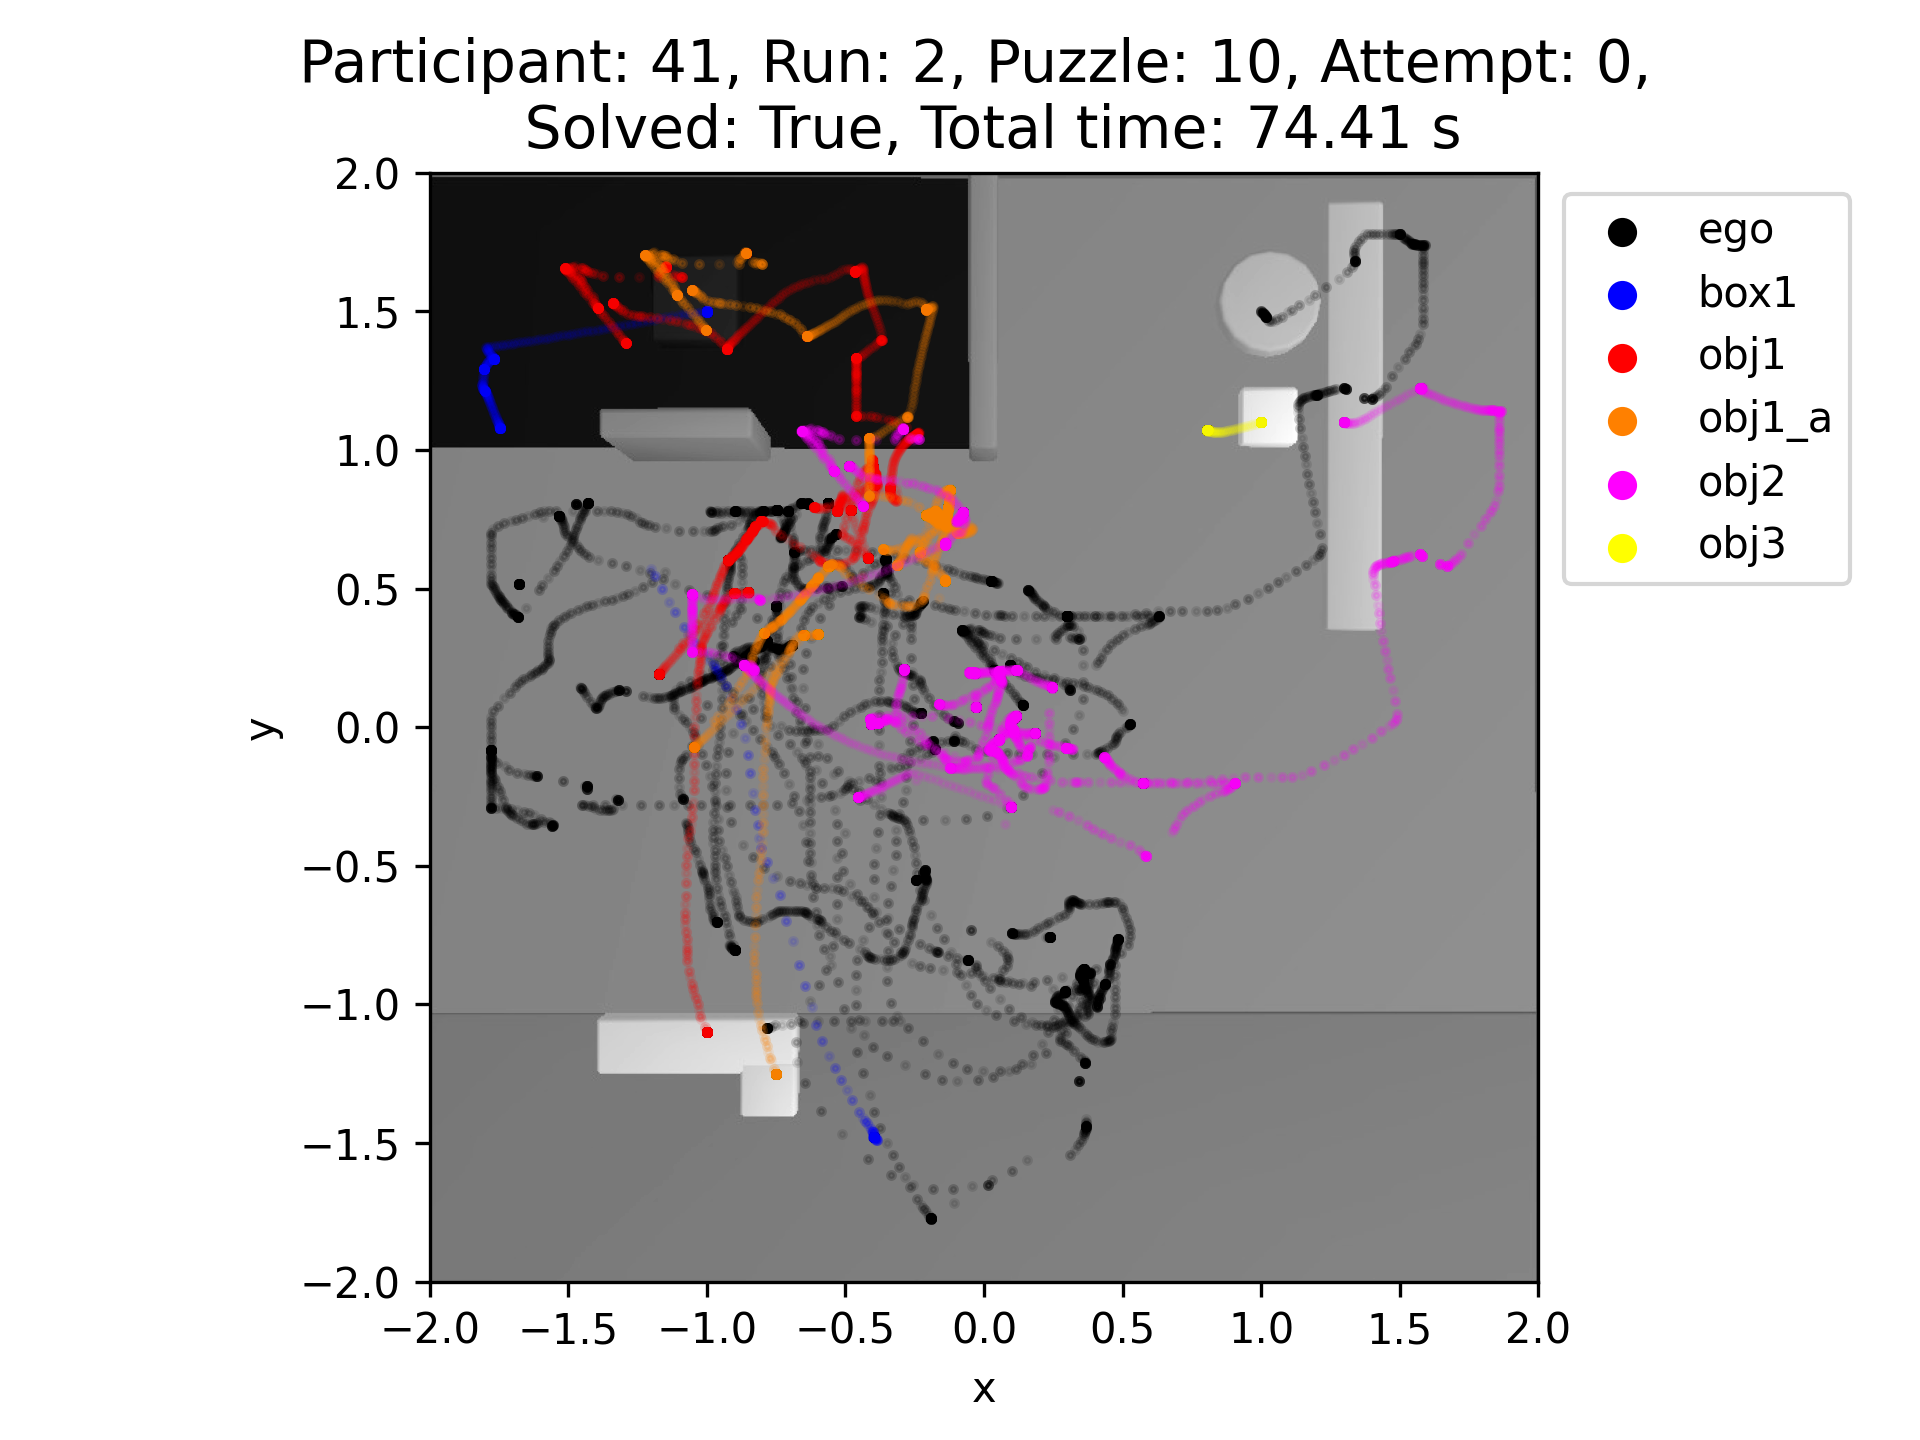 Participant: 41, Run: 2, Puzzle: 10, Attempt: 0,
Solved: True, Total time: 74.41 s
2.0
1.5
1.0
0.5
0.0
−0.5
−1.0
−1.5
−2.0
y
−2.0 −1.5 −1.0 −0.5 0.0 0.5 1.0 1.5 2.0
x
ego
box1
obj1
obj1_a
obj2
obj3